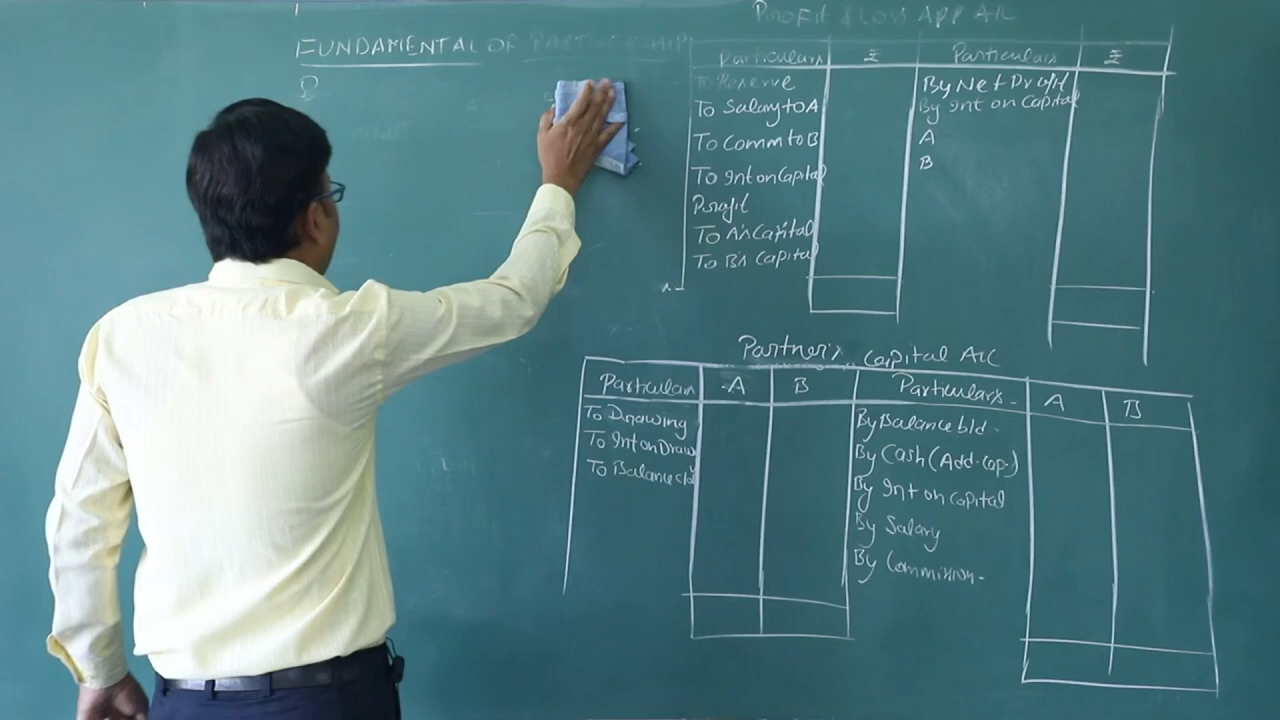 FUNDAMENTAL OF PARTNERSHIP
Q
Profit & Loss App A/c
Particulars ₹ Particulars ₹
To Reserve
To Salary to A
To Comm to B
To Int on Capital
Profit
To A's Capital
To B's Capital
By Net Profit
By Int on Capital
A
B
Partner's Capital A/c
Particulars A B Particulars A B
To Drawing
To Int on Draw
To Balance c/d
By Balance b/d
By Cash (Add. Cap.)
By Int on Capital
By Salary
By Commission